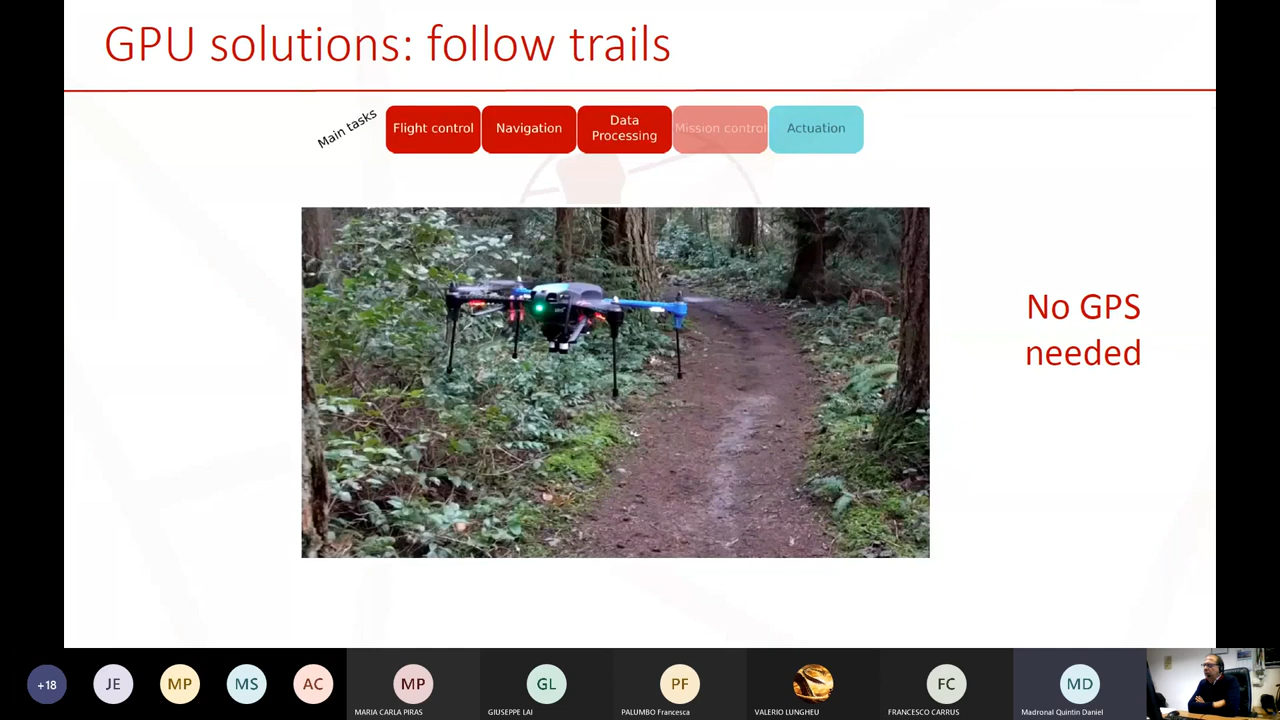 GPU solutions: follow trails
Main tasks
Flight control
Navigation
Data
Processing
Mission control
Actuation
No GPS
needed
+18
JE
MP
MS
AC
MP
GL
PF
FC
MD
MARIA CARLA PIRAS
GIUSEPPE LAI
PALUMBO Francesca
VALERIO LUNGHEU
FRANCESCO CARRUS
Madronal Quintin Daniel